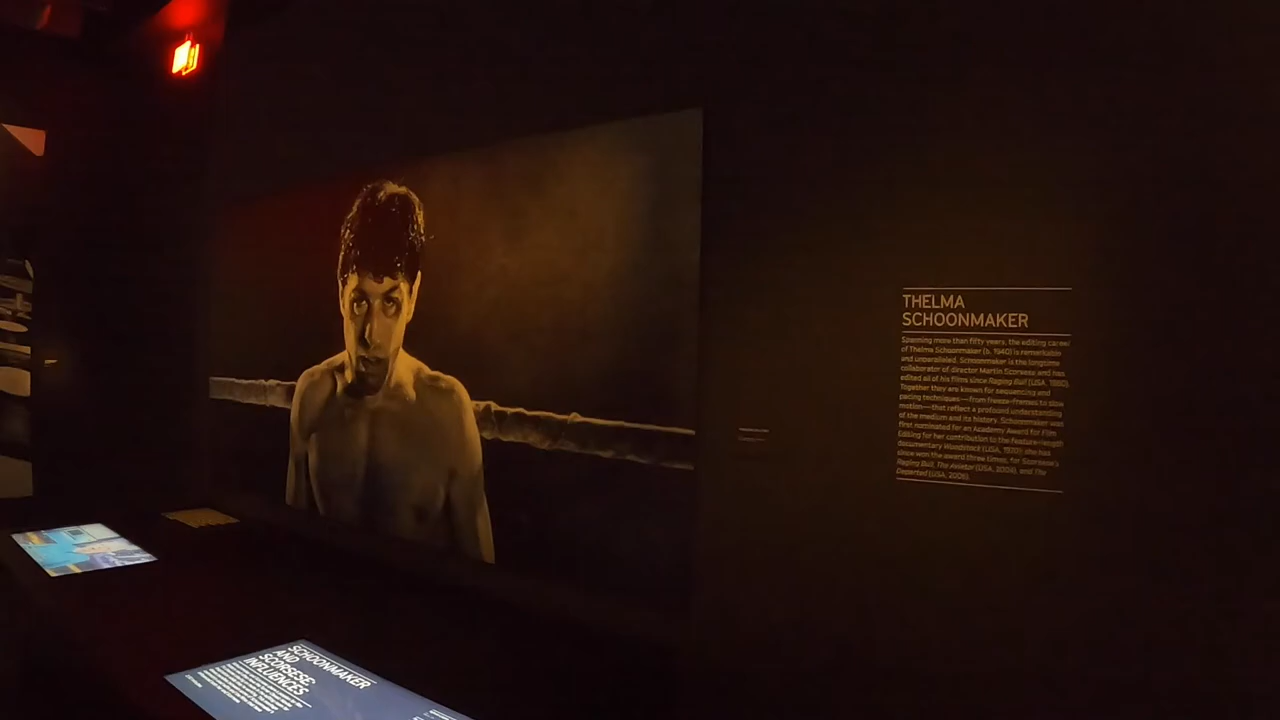 THELMA
SCHOONMAKER
Spanning more than fifty years, the editing career
of Thelma Schoonmaker (b. 1940) is remarkable
and unparalleled. Schoonmaker is the longtime
collaborator of director Martin Scorsese and has
edited all of his films since Raging Bull (USA, 1980).
Together they are known for sequencing and
pacing techniques—from freeze-frames to slow
motion—that reflect a profound understanding
of the medium and its history. Schoonmaker was
first nominated for an Academy Award for Film
Editing for her contribution to the feature-length
documentary Woodstock (USA, 1970); she has
since won the award three times, for Scorsese's
Raging Bull, The Aviator (USA, 2004), and The
Departed (USA, 2006).
SCHOONMAKER
AND
SCORSESE:
INFLUENCES